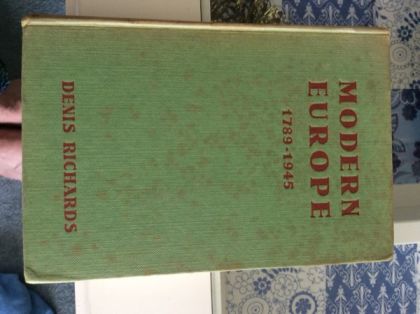 MODERN
EUROPE
1789-1945
DENIS RICHARDS